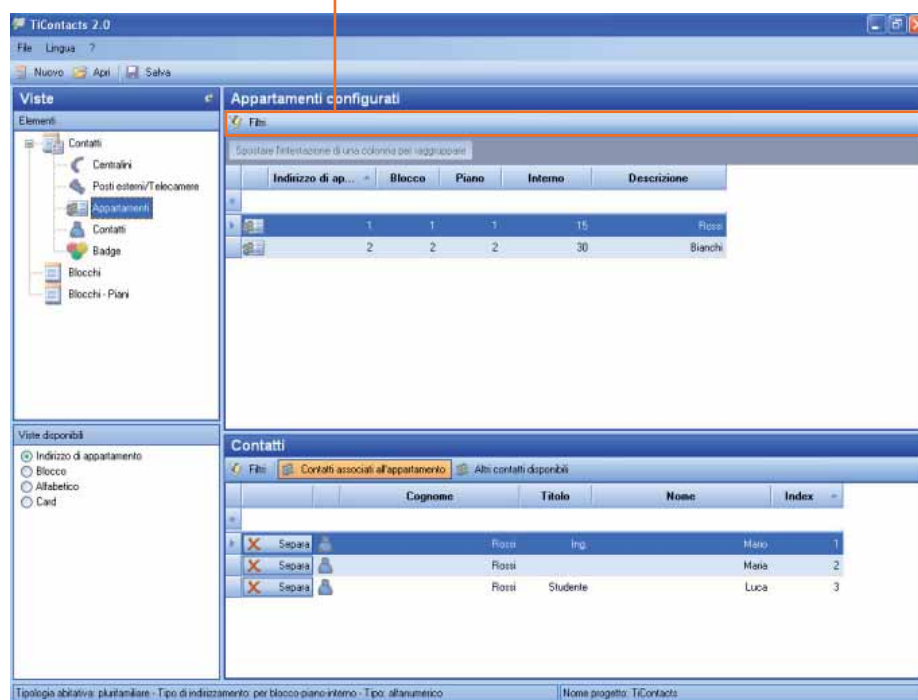 TiContacts 2.0
File Lingua ?
Nuovo Apri Salva
Viste
Elementi
Contatti
Centralini
Posti esterni/Telecamere
Appartamenti
Contatti
Badge
Blocchi
Blocchi - Piani
Viste disponibili
Indirizzo di appartamento
Blocco
Alfabetico
Card
Appartamenti configurati
Filtri
Spostare l'intestazione di una colonna per raggruppare
Indirizzo di ap... Blocco Piano Interno Descrizione
1 1 1 15 Rossi
2 2 2 30 Bianchi
Contatti
Filtri Contatti associati all'appartamento Altri contatti disponibili
Cognome Titolo Nome Index
Separa Rossi Ing. Mario 1
Separa Rossi Maria 2
Separa Rossi Studente Luca 3
Tipologia abitativa: plurifamiliare - Tipo di indirizzamento: per blocco-piano-interno - Tipo: alfanumerico Nome progetto: TiContacts